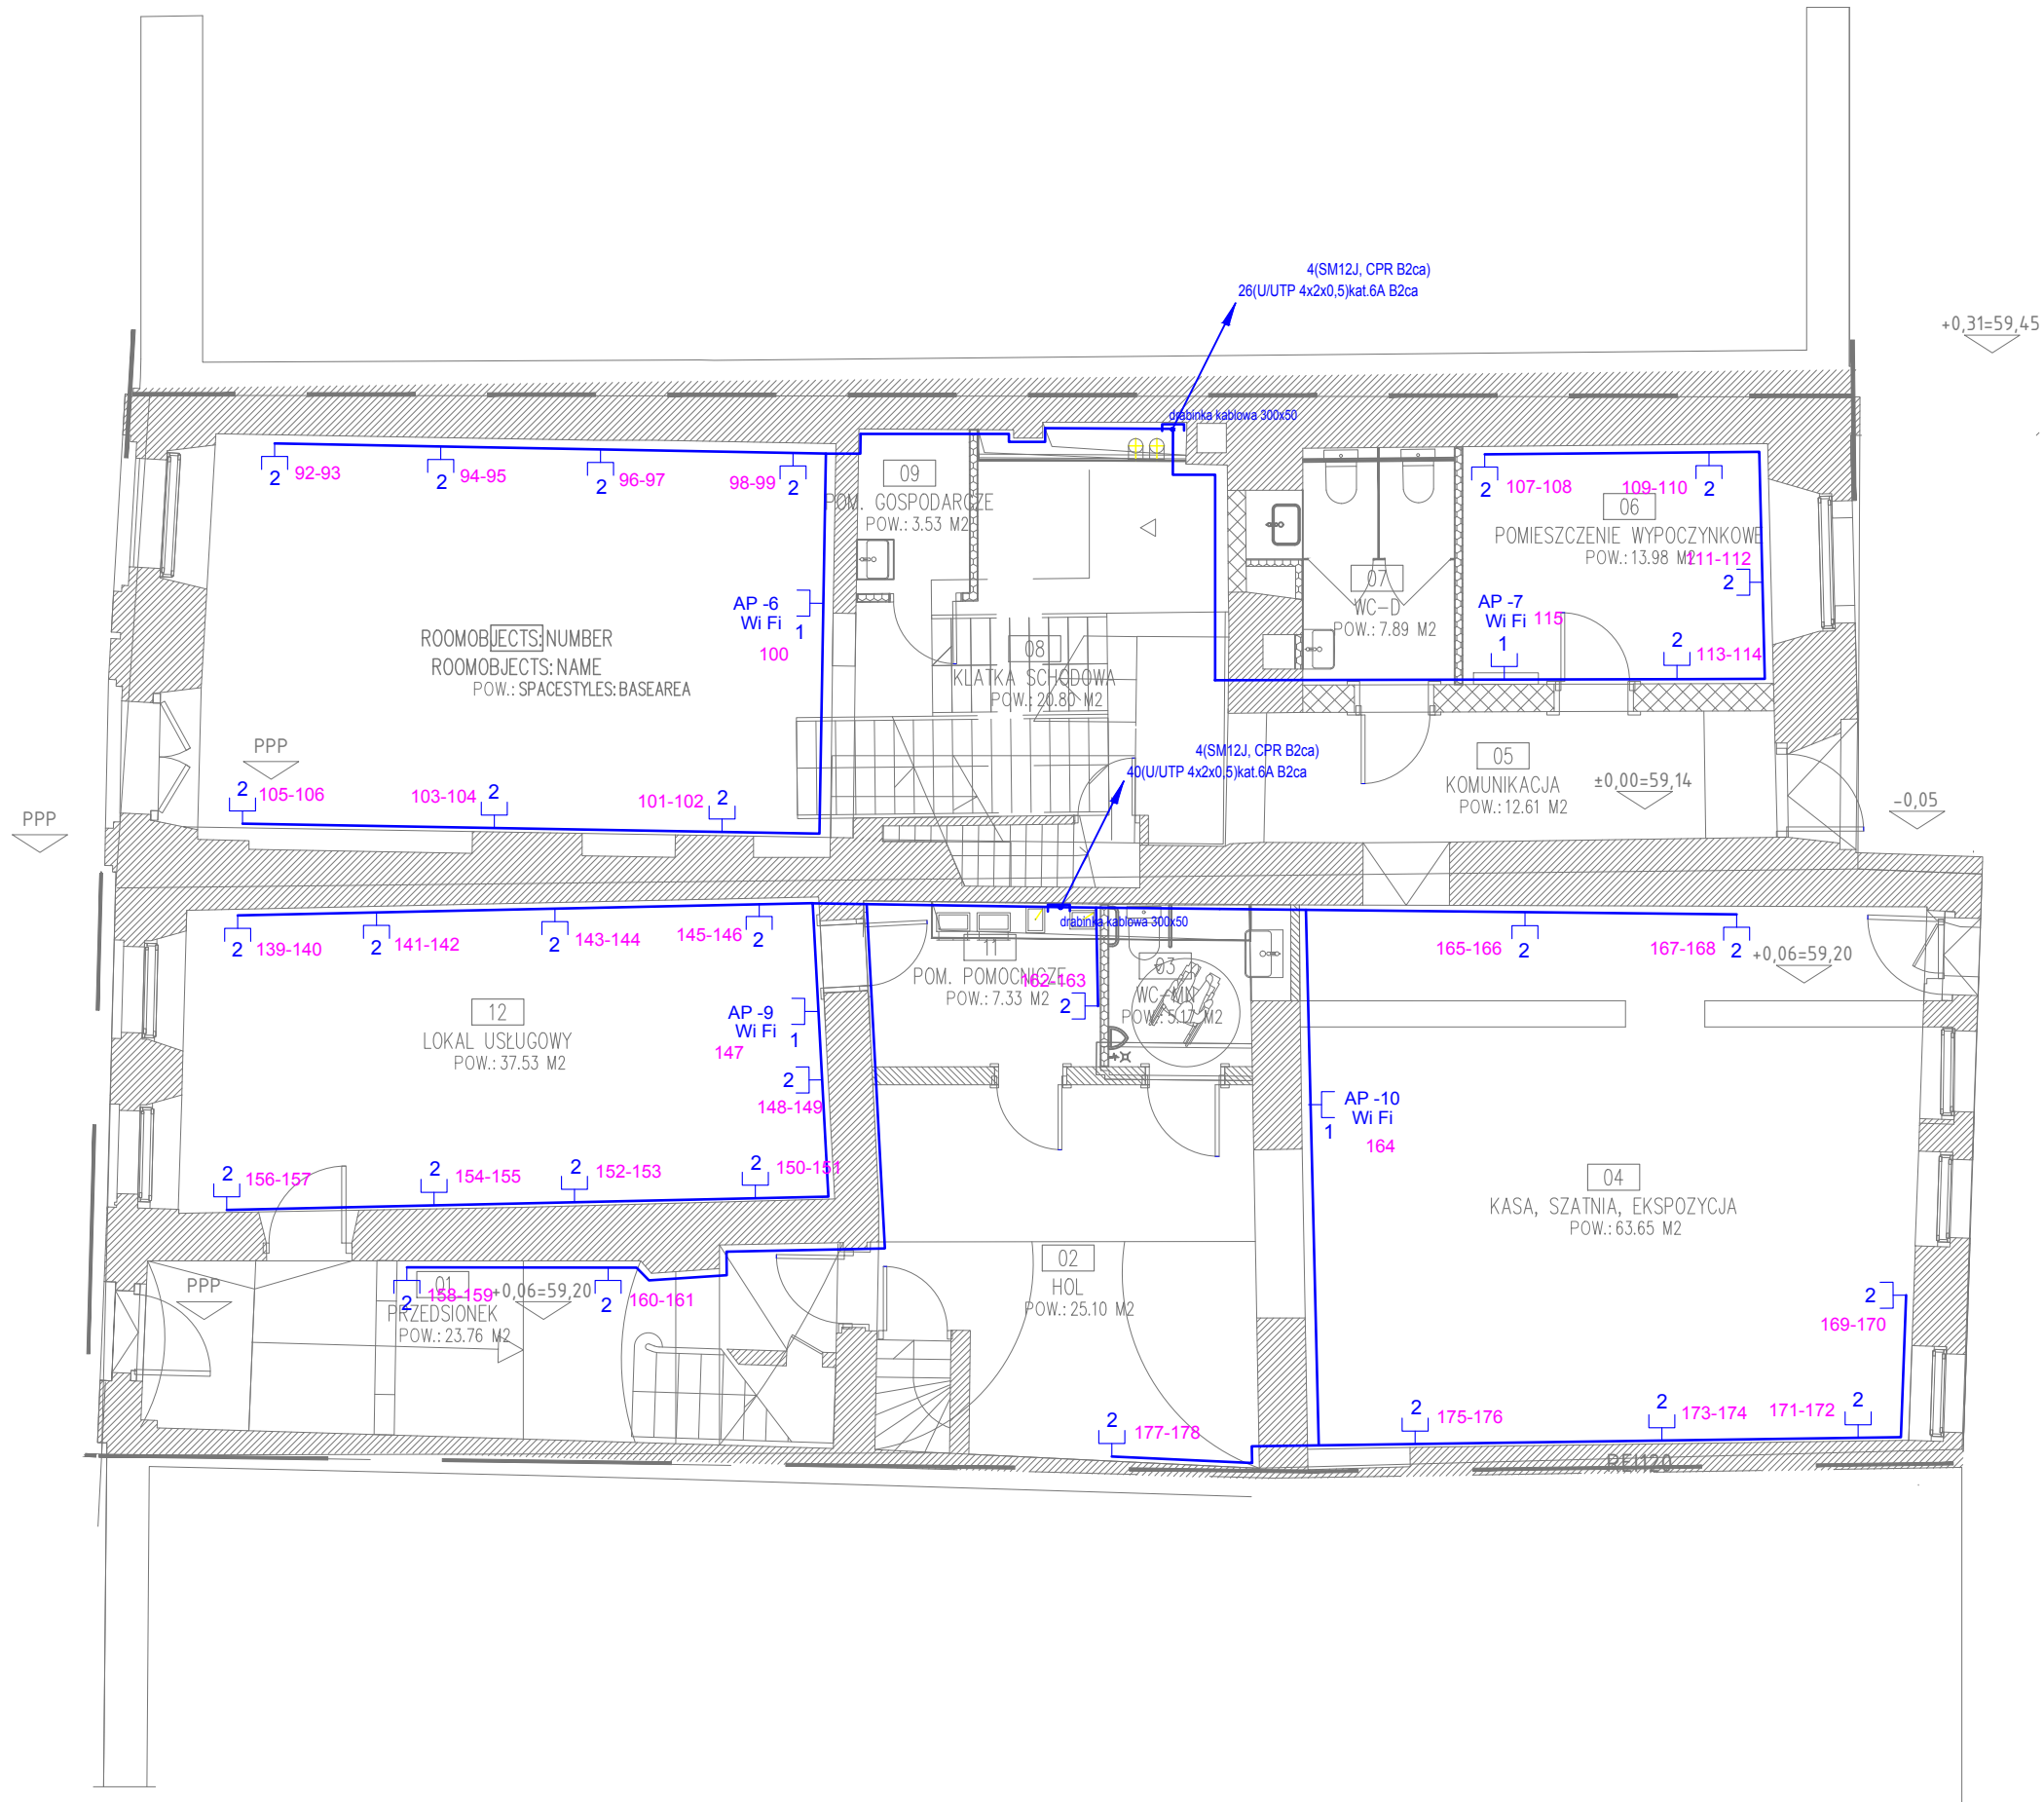 4(SM12J, CPR B2ca)
26(U/UTP 4x2x0,5)kat.6A B2ca
+0,31=59,45
drabinka kablowa 300x50
2 92-93
2 94-95
2 96-97
98-99 2
09
POM. GOSPODARCZE
POW.: 3.53 M2
2 107-108
109-110 2
06
POMIESZCZENIE WYPOCZYNKOWE
POW.: 13.98 M2
111-112
2
07
WC-D
POW.: 7.89 M2
AP -7
Wi Fi 115
1
2 113-114
AP -6
Wi Fi 1
100
ROOMOBJECTS:NUMBER
ROOMOBJECTS:NAME
POW.: SPACESTYLES:BASEAREA
08
KLATKA SCHODOWA
POW.: 20.80 M2
PPP
2 105-106
103-104 2
101-102 2
4(SM12J, CPR B2ca)
40(U/UTP 4x2x0,5)kat.6A B2ca
05
KOMUNIKACJA
POW.: 12.61 M2
±0,00=59,14
-0,05
PPP
drabinka kablowa 300x50
2 139-140
2 141-142
2 143-144
145-146 2
11
POM. POMOCNICZE
POW.: 7.33 M2
162-163
2
03
WC-MN
POW.: 5.17 M2
165-166 2
167-168 2
+0,06=59,20
12
LOKAL USŁUGOWY
POW.: 37.53 M2
AP -9
Wi Fi 1
147
2
148-149
AP -10
Wi Fi
1
164
2 156-157
2 154-155
2 152-153
2 150-151
04
KASA, SZATNIA, EKSPOZYCJA
POW.: 63.65 M2
02
HOL
POW.: 25.10 M2
PPP
01
PRZEDSIONEK
POW.: 23.76 M2
+0,06=59,20
2 158-159
2 160-161
2
169-170
2 177-178
2 175-176
2 173-174
171-172 2
REI120